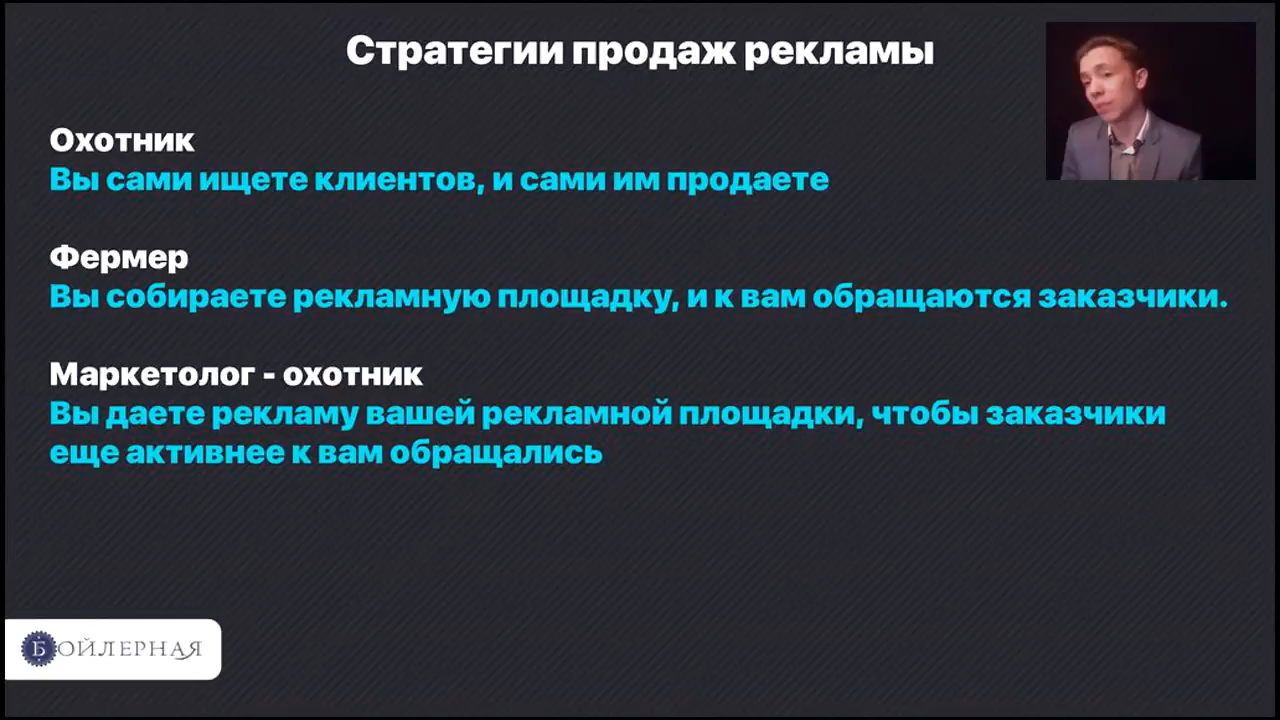 Стратегии продаж рекламы
Охотник
Вы сами ищете клиентов, и сами им продаете
Фермер
Вы собираете рекламную площадку, и к вам обращаются заказчики.
Маркетолог - охотник
Вы даете рекламу вашей рекламной площадки, чтобы заказчики
еще активнее к вам обращались
БОЙЛЕРНАЯ